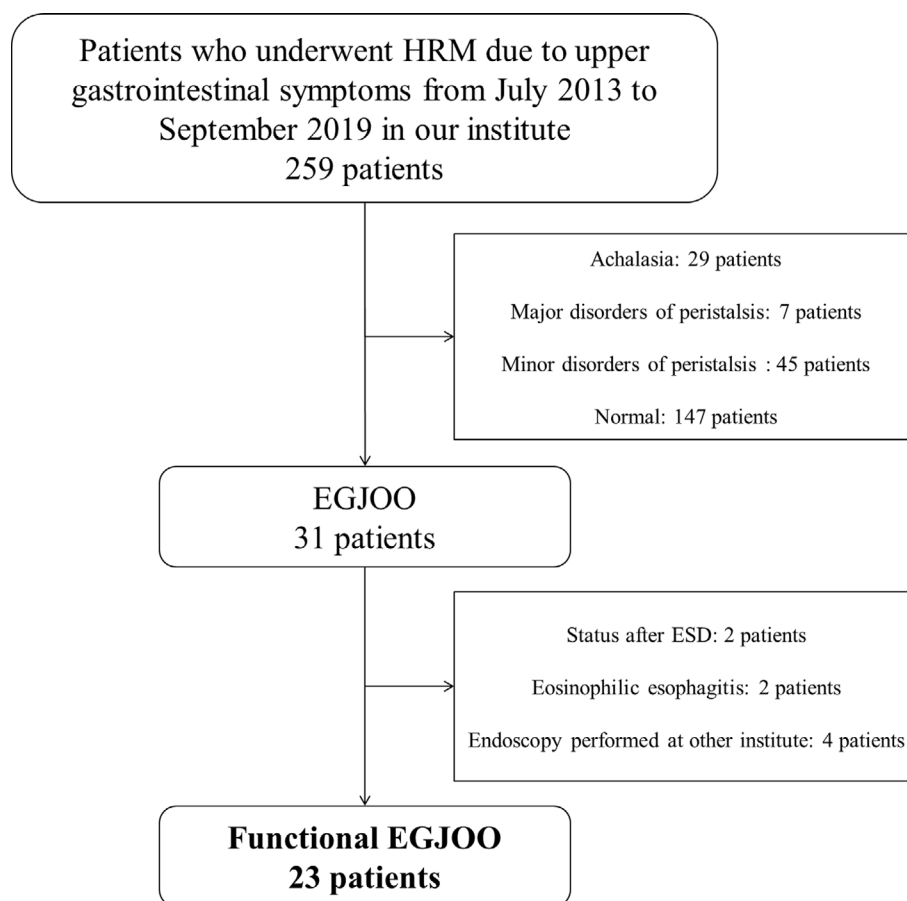 Patients who underwent HRM due to upper
gastrointestinal symptoms from July 2013 to
September 2019 in our institute
259 patients
Achalasia: 29 patients
Major disorders of peristalsis: 7 patients
Minor disorders of peristalsis : 45 patients
Normal: 147 patients
EGJOO
31 patients
Status after ESD: 2 patients
Eosinophilic esophagitis: 2 patients
Endoscopy performed at other institute: 4 patients
Functional EGJOO
23 patients